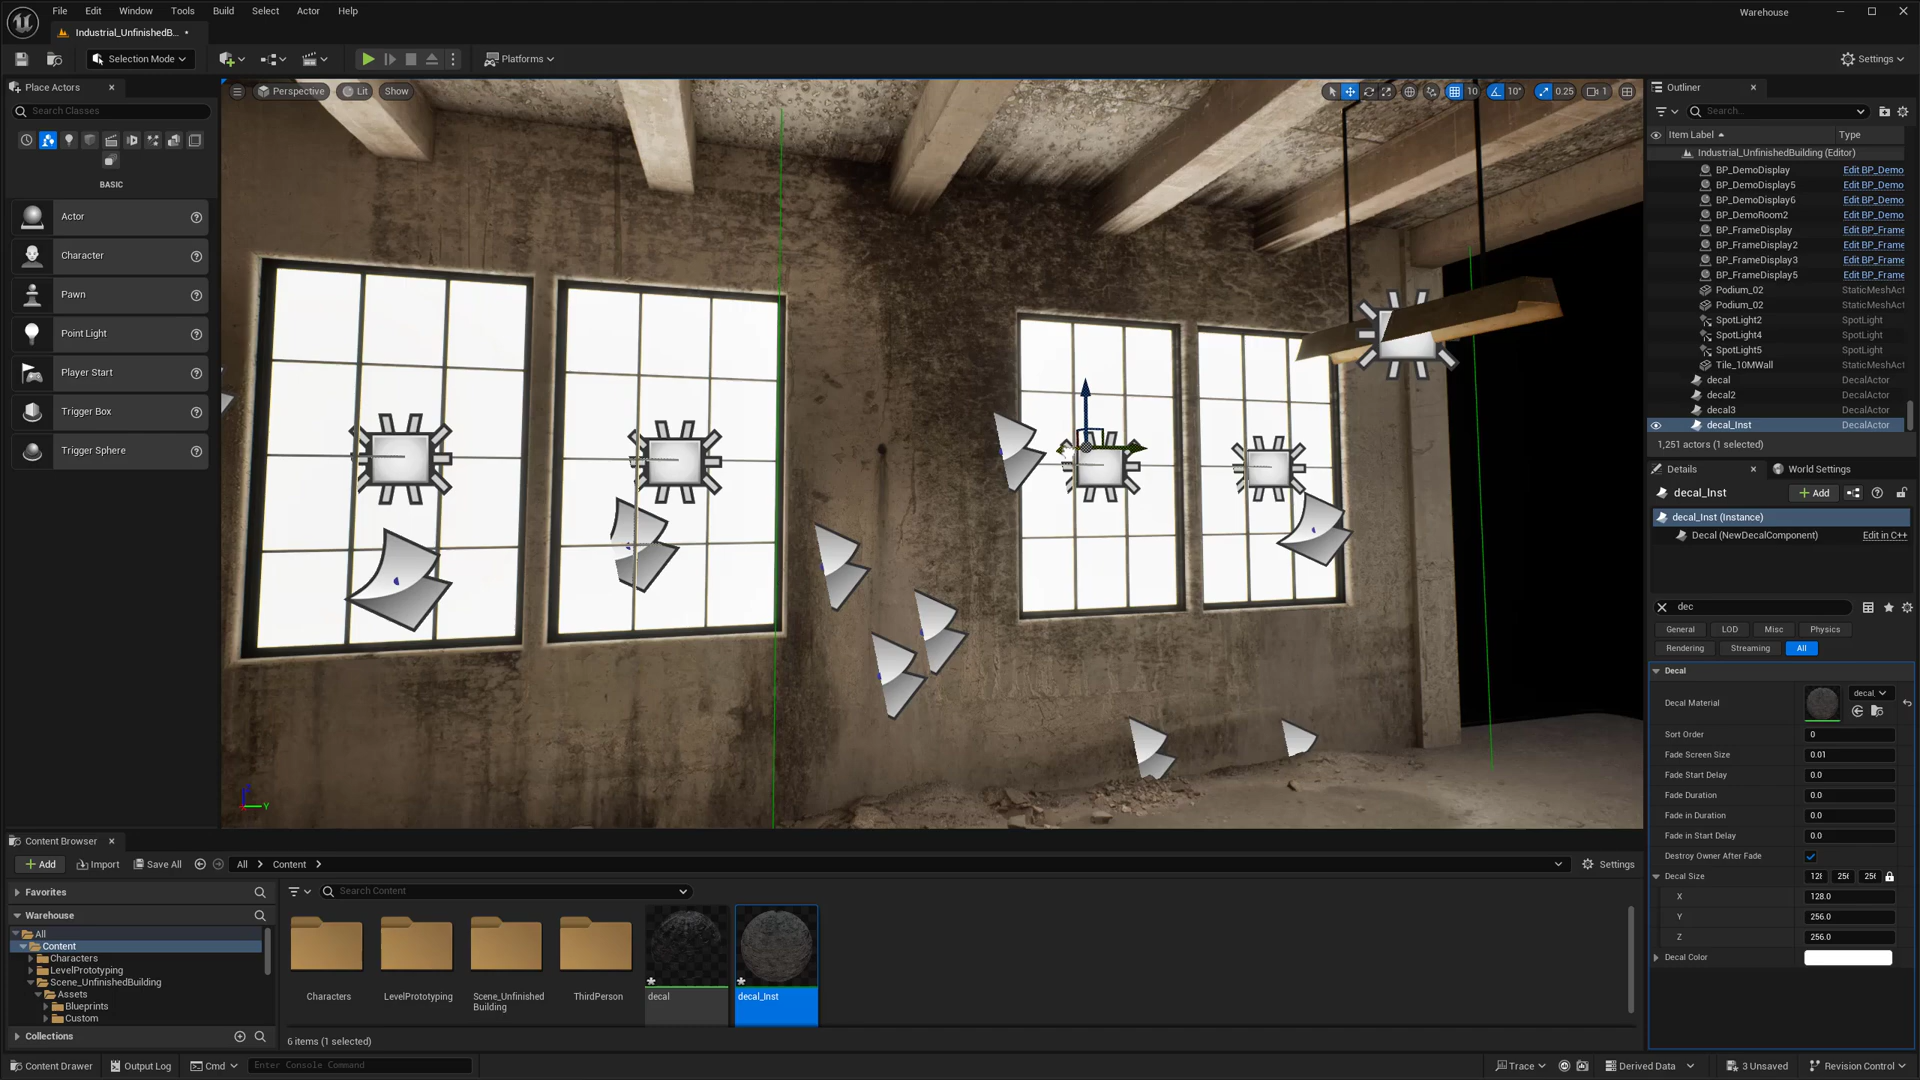 File Edit Window Tools Build Select Actor Help
Warehouse
Industrial_UnfinishedB... •
Selection Mode
Platforms
Settings
Place Actors
Search Classes
BASIC
Actor
Character
Pawn
Point Light
Player Start
Trigger Box
Trigger Sphere
Perspective Lit Show
10 10° 0.25 1
Outliner
Search...
Item Label Type
Industrial_UnfinishedBuilding (Editor)
BP_DemoDisplay Edit BP_Demo
BP_DemoDisplay5 Edit BP_Demo
BP_DemoDisplay6 Edit BP_Demo
BP_DemoRoom2 Edit BP_Demo
BP_FrameDisplay Edit BP_Frame
BP_FrameDisplay2 Edit BP_Frame
BP_FrameDisplay3 Edit BP_Frame
BP_FrameDisplay5 Edit BP_Frame
Podium_02 StaticMeshAct
Podium_02 StaticMeshAct
SpotLight2 SpotLight
SpotLight4 SpotLight
SpotLight5 SpotLight
Tile_10MWall StaticMeshAct
decal DecalActor
decal2 DecalActor
decal3 DecalActor
decal_Inst DecalActor
1,251 actors (1 selected)
Details World Settings
decal_Inst
Add
decal_Inst (Instance)
Decal (NewDecalComponent) Edit in C++
dec
General LOD Misc Physics
Rendering Streaming All
Decal
Decal Material decal_
Sort Order 0
Fade Screen Size 0.01
Fade Start Delay 0.0
Fade Duration 0.0
Fade in Duration 0.0
Fade in Start Delay 0.0
Destroy Owner After Fade
Decal Size 128 256 256
X 128.0
Y 256.0
Z 256.0
Decal Color
Y
Content Browser
Add Import Save All All Content
Settings
Favorites
Search Content
Warehouse
All
Content
Characters
LevelPrototyping
Scene_UnfinishedBuilding
Assets
Blueprints
Custom
Collections
Characters
LevelPrototyping
Scene_Unfinished
Building
ThirdPerson
decal
decal_Inst
6 items (1 selected)
Content Drawer Output Log Cmd Enter Console Command
Trace Derived Data 3 Unsaved Revision Control